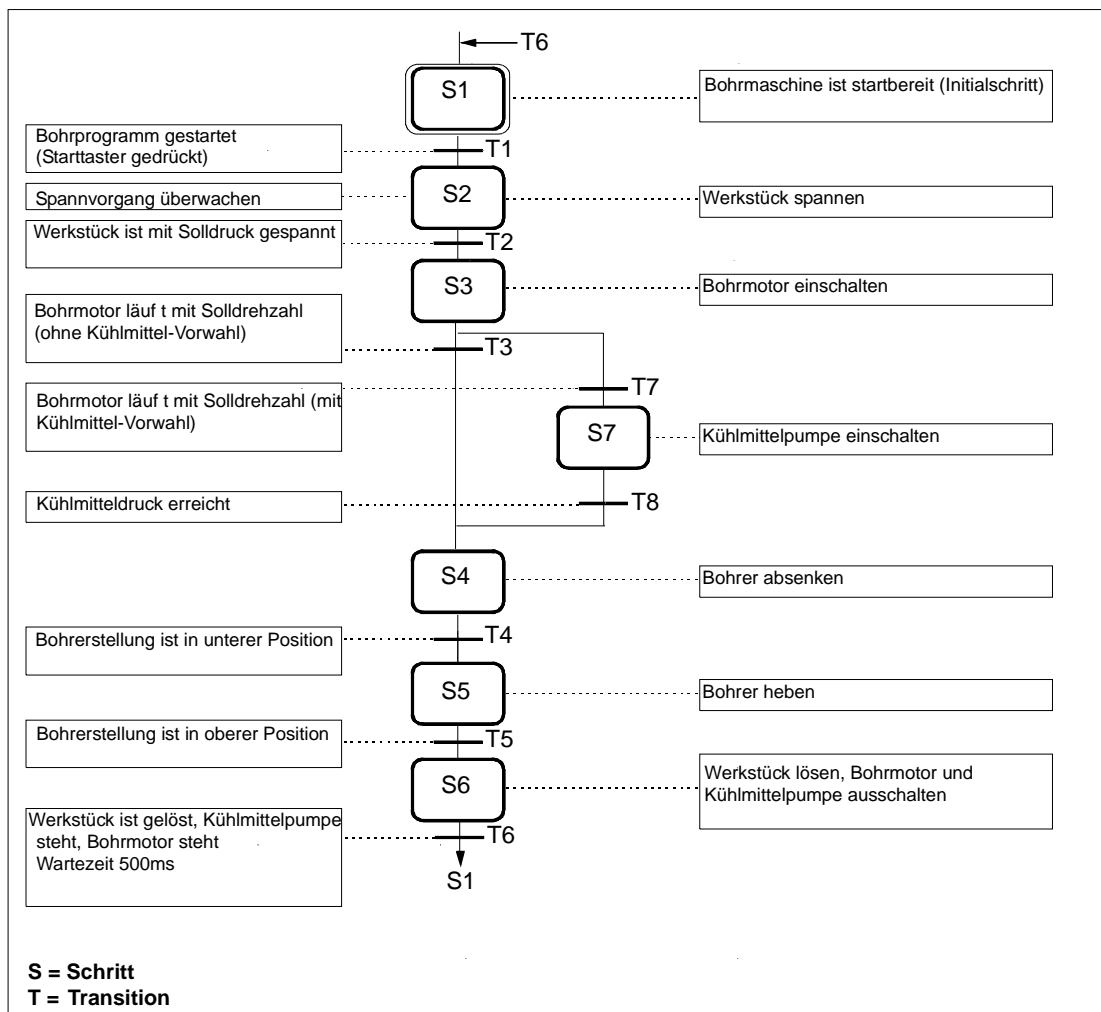 T6
S1
Bohrmaschine ist startbereit (Initialschritt)
Bohrprogramm gestartet
(Starttaster gedrückt)
T1
Spannvorgang überwachen
S2
Werkstück spannen
Werkstück ist mit Solldruck gespannt
T2
S3
Bohrmotor einschalten
Bohrmotor läuf t mit Solldrehzahl
(ohne Kühlmittel-Vorwahl)
T3
Bohrmotor läuf t mit Solldrehzahl (mit
Kühlmittel-Vorwahl)
T7
S7
Kühlmittelpumpe einschalten
Kühlmitteldruck erreicht
T8
S4
Bohrer absenken
Bohrerstellung ist in unterer Position
T4
S5
Bohrer heben
Bohrerstellung ist in oberer Position
T5
S6
Werkstück lösen, Bohrmotor und
Kühlmittelpumpe ausschalten
Werkstück ist gelöst, Kühlmittelpumpe
steht, Bohrmotor steht
Wartezeit 500ms
T6
S1
S = Schritt
T = Transition